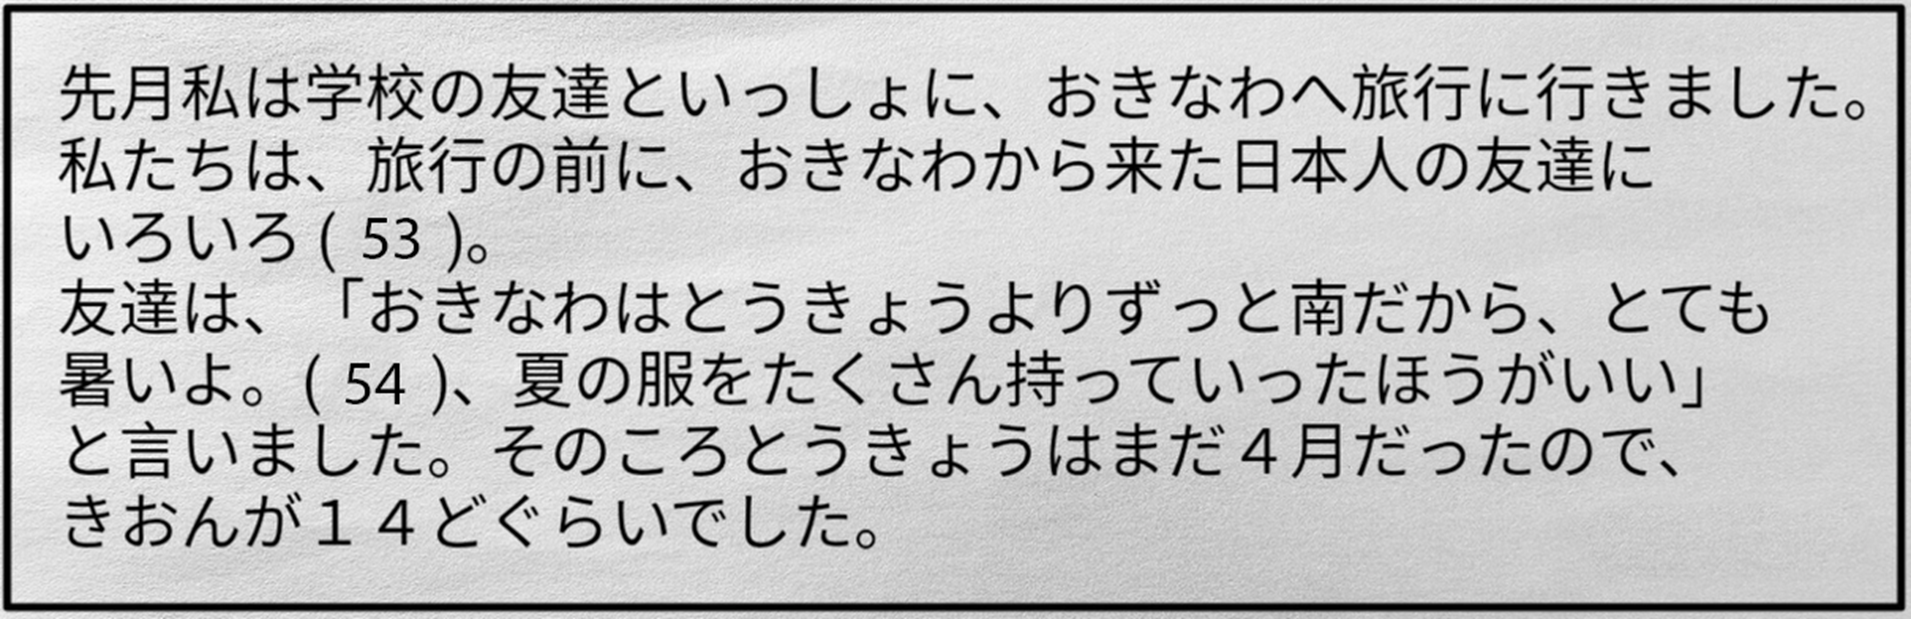 先月私は学校の友達といっしょに、おきなわへ旅行に行きました。
私たちは、旅行の前に、おきなわから来た日本人の友達に
いろいろ( 53 )。
友達は、「おきなわはとうきょうよりずっと南だから、とても
暑いよ。( 54 )、夏の服をたくさん持っていったほうがいい」
と言いました。そのころとうきょうはまだ４月だったので、
きおんが１４どぐらいでした。